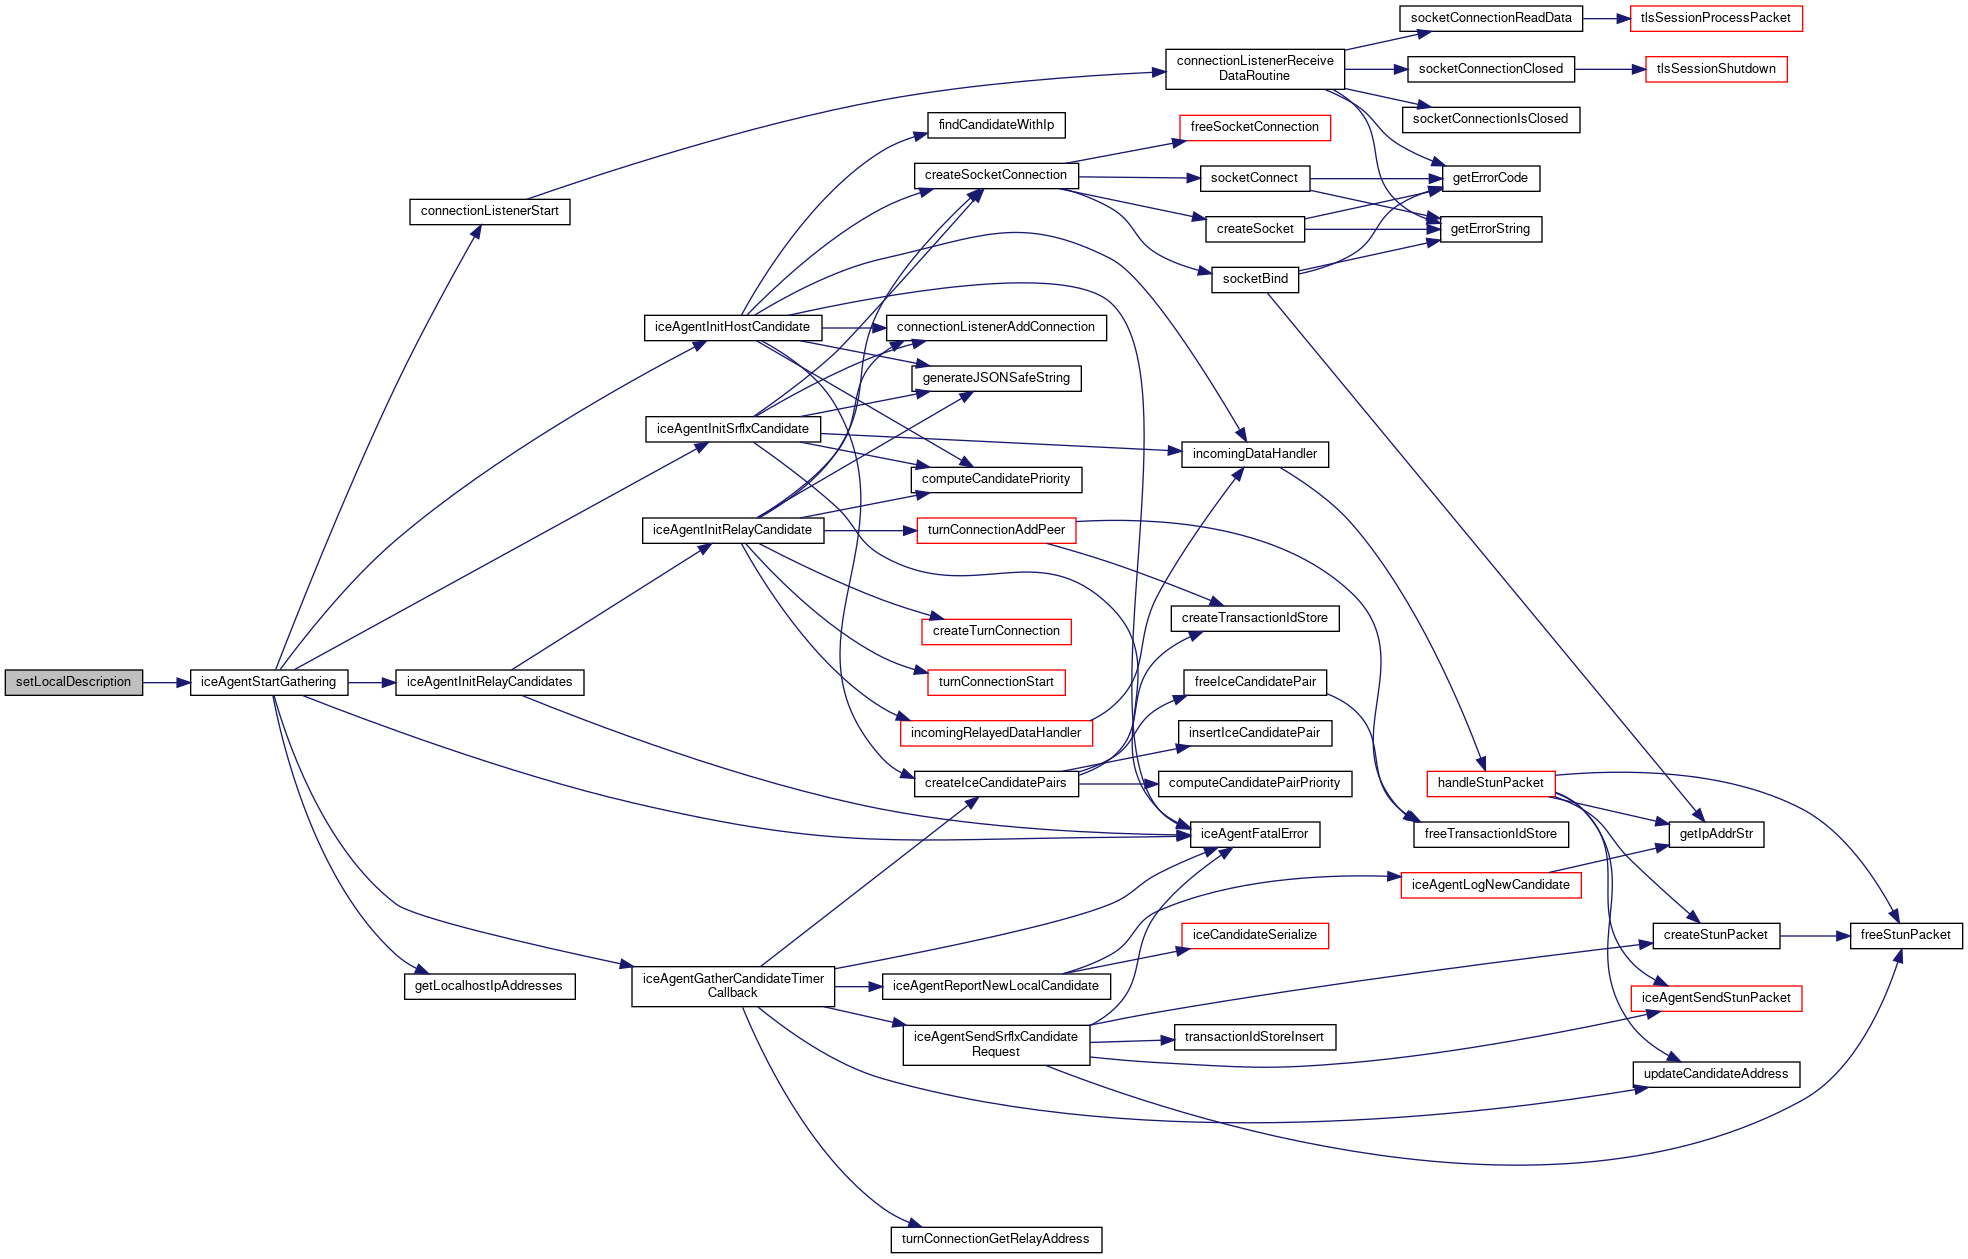 socketConnectionReadData
tlsSessionProcessPacket
connectionListenerReceive
DataRoutine
socketConnectionClosed
tlsSessionShutdown
socketConnectionIsClosed
findCandidateWithIp
freeSocketConnection
createSocketConnection
socketConnect
getErrorCode
connectionListenerStart
createSocket
getErrorString
socketBind
iceAgentInitHostCandidate
connectionListenerAddConnection
generateJSONSafeString
iceAgentInitSrflxCandidate
incomingDataHandler
computeCandidatePriority
iceAgentInitRelayCandidate
turnConnectionAddPeer
createTransactionIdStore
createTurnConnection
setLocalDescription
iceAgentStartGathering
iceAgentInitRelayCandidates
turnConnectionStart
freeIceCandidatePair
incomingRelayedDataHandler
insertIceCandidatePair
createIceCandidatePairs
computeCandidatePairPriority
handleStunPacket
iceAgentFatalError
freeTransactionIdStore
getIpAddrStr
iceAgentLogNewCandidate
iceCandidateSerialize
createStunPacket
freeStunPacket
getLocalhostIpAddresses
iceAgentGatherCandidateTimer
Callback
iceAgentReportNewLocalCandidate
iceAgentSendStunPacket
iceAgentSendSrflxCandidate
Request
transactionIdStoreInsert
updateCandidateAddress
turnConnectionGetRelayAddress